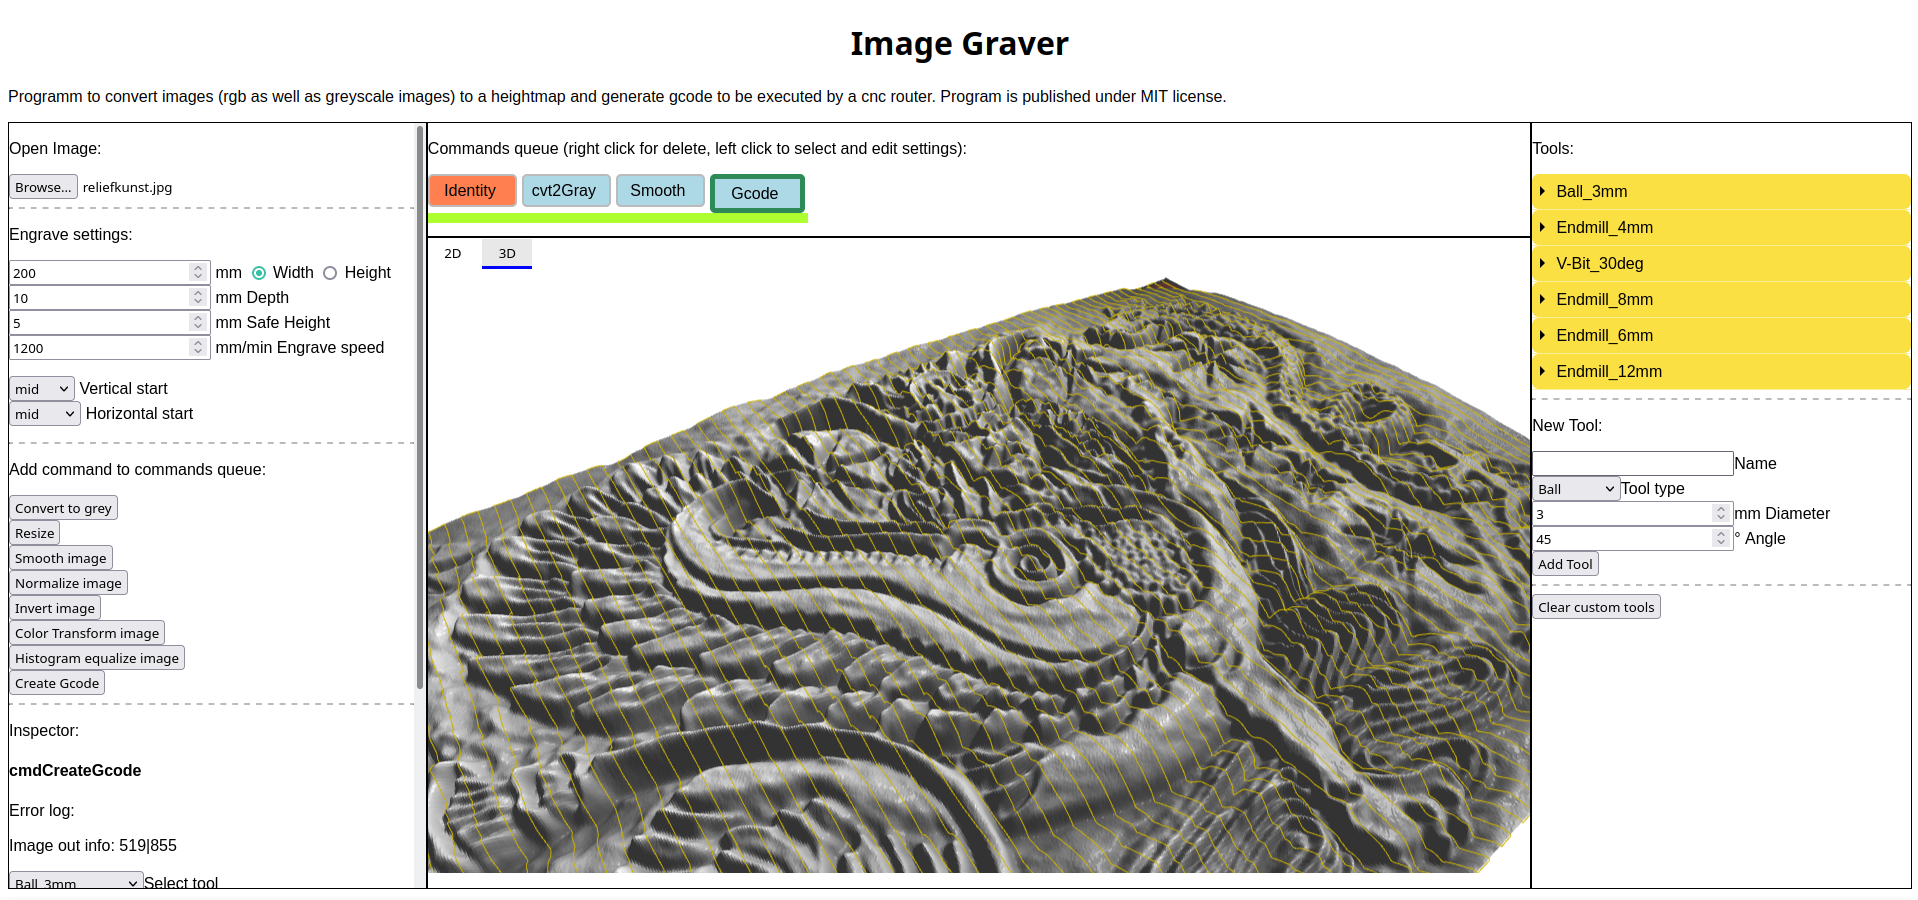 Image Graver
Programm to convert images (rgb as well as greyscale images) to a heightmap and generate gcode to be executed by a cnc router. Program is published under MIT license.
Open Image:
Browse... reliefkunst.jpg
Engrave settings:
200 mm Width Height
10 mm Depth
5 mm Safe Height
1200 mm/min Engrave speed
mid Vertical start
mid Horizontal start
Add command to commands queue:
Convert to grey
Resize
Smooth image
Normalize image
Invert image
Color Transform image
Histogram equalize image
Create Gcode
Inspector:
cmdCreateGcode
Error log:
Image out info: 519|855
Ball_3mm Select tool
Commands queue (right click for delete, left click to select and edit settings):
Identity cvt2Gray Smooth Gcode
2D 3D
Tools:
Ball_3mm
Endmill_4mm
V-Bit_30deg
Endmill_8mm
Endmill_6mm
Endmill_12mm
New Tool:
Name
Ball Tool type
3 mm Diameter
45 ° Angle
Add Tool
Clear custom tools